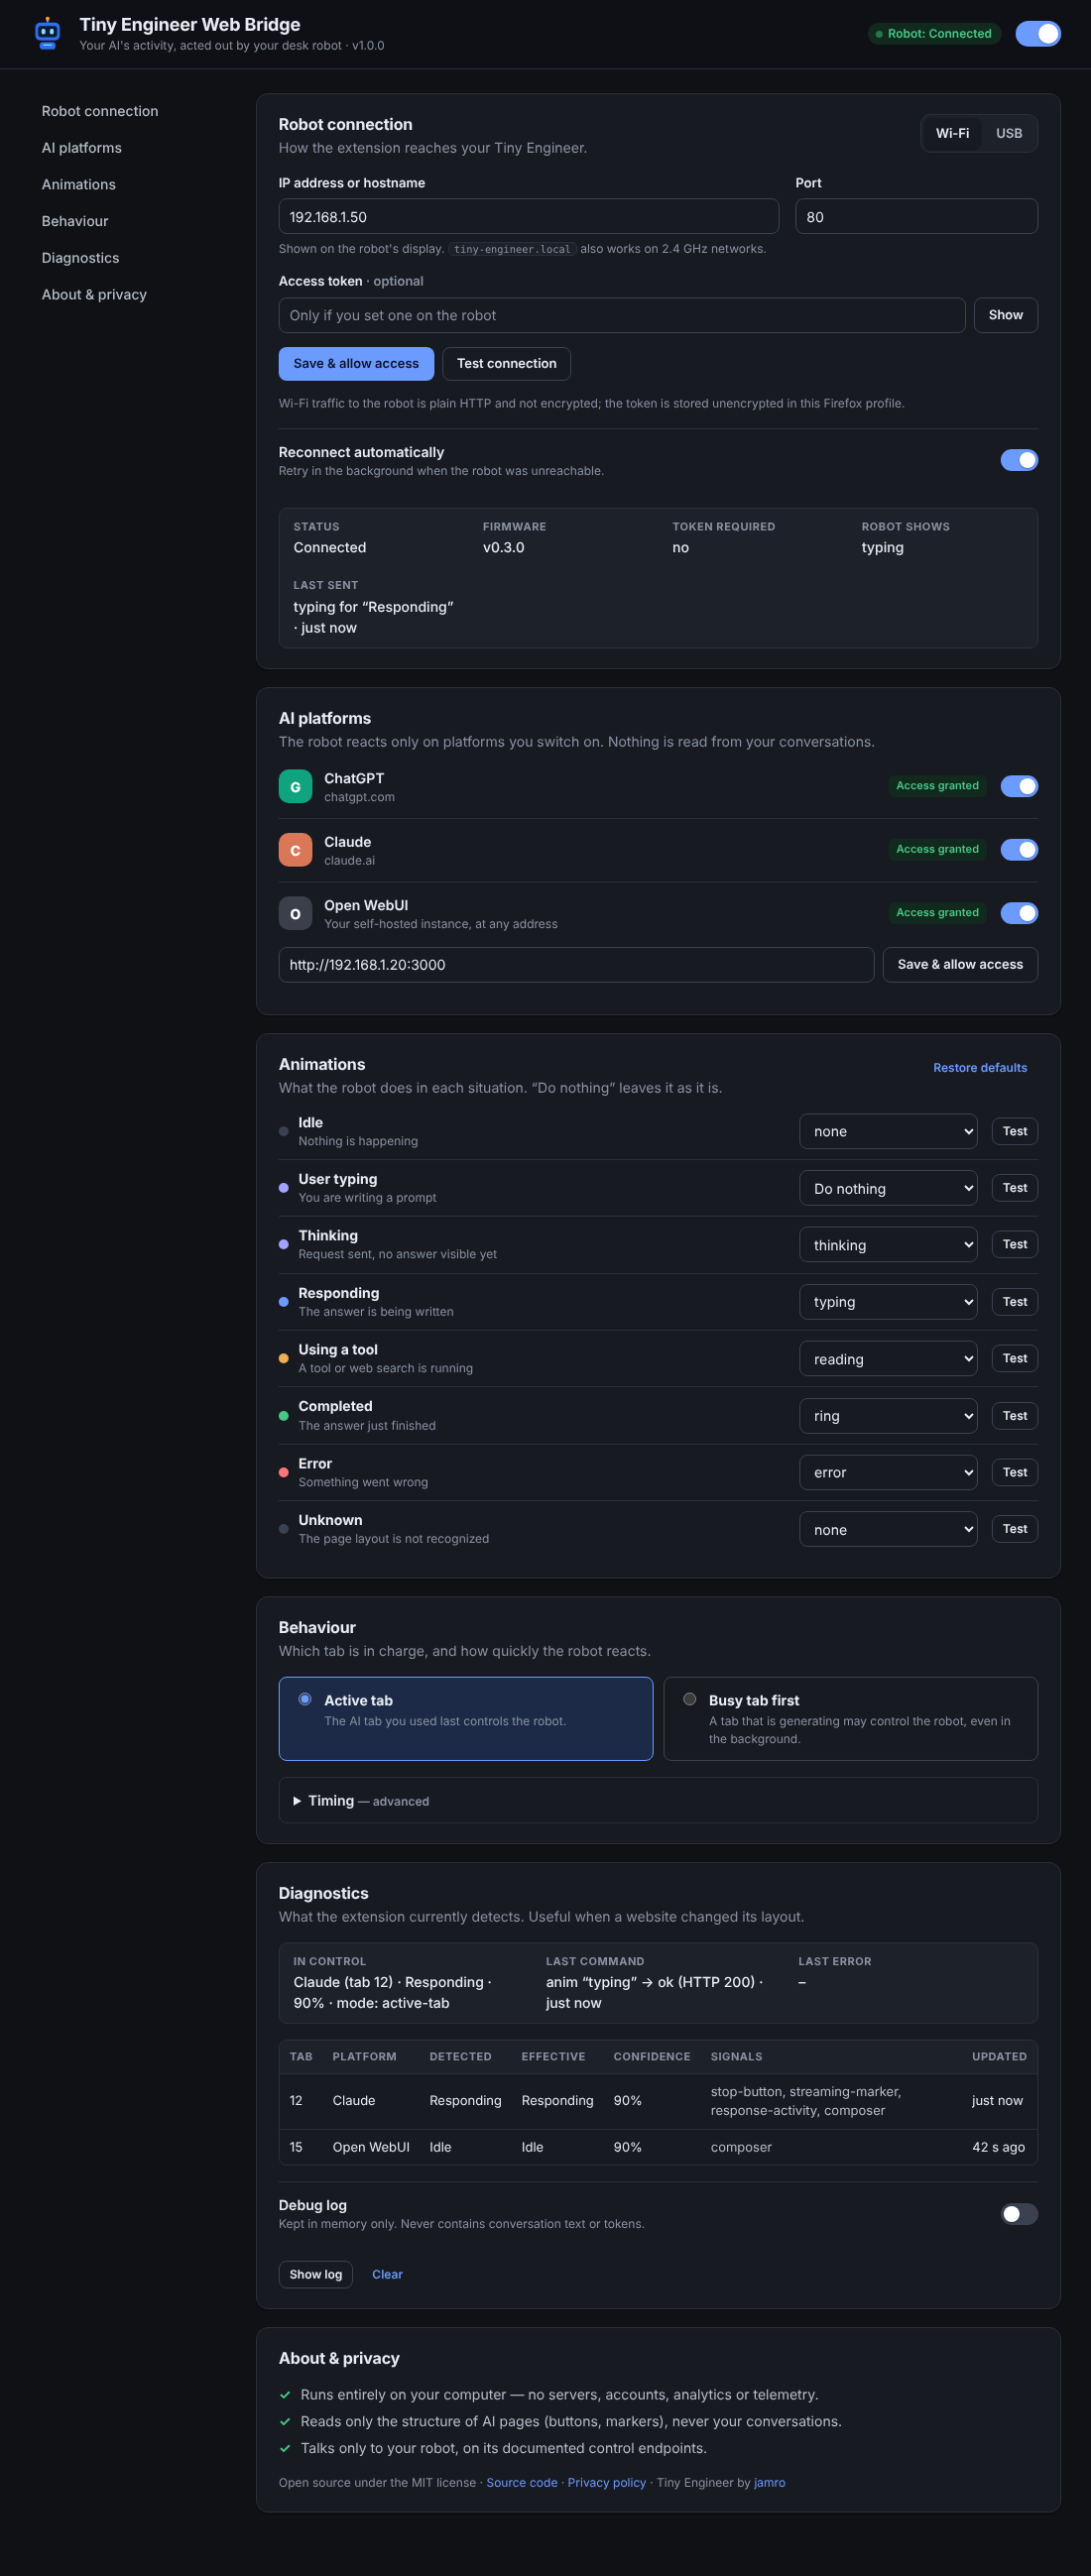 Tiny Engineer Web Bridge
Your AI's activity, acted out by your desk robot · v1.0.0
Robot: Connected
Robot connection
AI platforms
Animations
Behaviour
Diagnostics
About & privacy
Robot connection
How the extension reaches your Tiny Engineer.
Wi-Fi USB
IP address or hostname Port
192.168.1.50 80
Shown on the robot's display. tiny-engineer.local also works on 2.4 GHz networks.
Access token · optional
Only if you set one on the robot Show
Save & allow access Test connection
Wi-Fi traffic to the robot is plain HTTP and not encrypted; the token is stored unencrypted in this Firefox profile.
Reconnect automatically
Retry in the background when the robot was unreachable.
STATUS FIRMWARE TOKEN REQUIRED ROBOT SHOWS
Connected v0.3.0 no typing
LAST SENT
typing for “Responding”
· just now
AI platforms
The robot reacts only on platforms you switch on. Nothing is read from your conversations.
G ChatGPT Access granted
chatgpt.com
C Claude Access granted
claude.ai
O Open WebUI Access granted
Your self-hosted instance, at any address
http://192.168.1.20:3000 Save & allow access
Animations
Restore defaults
What the robot does in each situation. “Do nothing” leaves it as it is.
Idle none Test
Nothing is happening
User typing Do nothing Test
You are writing a prompt
Thinking thinking Test
Request sent, no answer visible yet
Responding typing Test
The answer is being written
Using a tool reading Test
A tool or web search is running
Completed ring Test
The answer just finished
Error error Test
Something went wrong
Unknown none Test
The page layout is not recognized
Behaviour
Which tab is in charge, and how quickly the robot reacts.
Active tab
The AI tab you used last controls the robot.
Busy tab first
A tab that is generating may control the robot, even in
the background.
Timing — advanced
Diagnostics
What the extension currently detects. Useful when a website changed its layout.
IN CONTROL LAST COMMAND LAST ERROR
Claude (tab 12) · Responding · anim “typing” → ok (HTTP 200) · –
90% · mode: active-tab just now
TAB PLATFORM DETECTED EFFECTIVE CONFIDENCE SIGNALS UPDATED
12 Claude Responding Responding 90% stop-button, streaming-marker, just now
response-activity, composer
15 Open WebUI Idle Idle 90% composer 42 s ago
Debug log
Kept in memory only. Never contains conversation text or tokens.
Show log Clear
About & privacy
✓ Runs entirely on your computer — no servers, accounts, analytics or telemetry.
✓ Reads only the structure of AI pages (buttons, markers), never your conversations.
✓ Talks only to your robot, on its documented control endpoints.
Open source under the MIT license · Source code · Privacy policy · Tiny Engineer by jamro